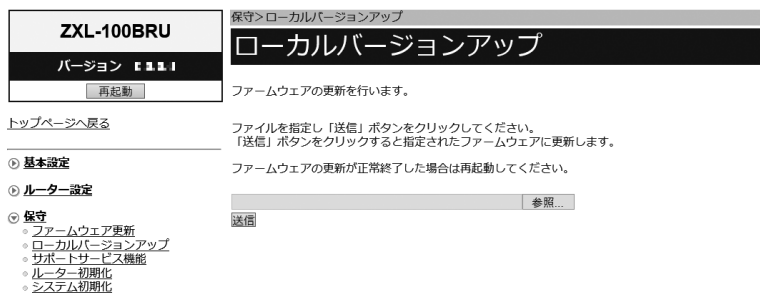 ZXL-100BRU
バージョン
再起動
トップページへ戻る
基本設定
ルーター設定
保守
ファームウェア更新
ローカルバージョンアップ
サポートサービス機能
ルーター初期化
システム初期化
保守>ローカルバージョンアップ
ローカルバージョンアップ
ファームウェアの更新を行います。
ファイルを指定し「送信」ボタンをクリックしてください。
「送信」ボタンをクリックすると指定されたファームウェアに更新します。
ファームウェアの更新が正常終了した場合は再起動してください。
参照...
送信